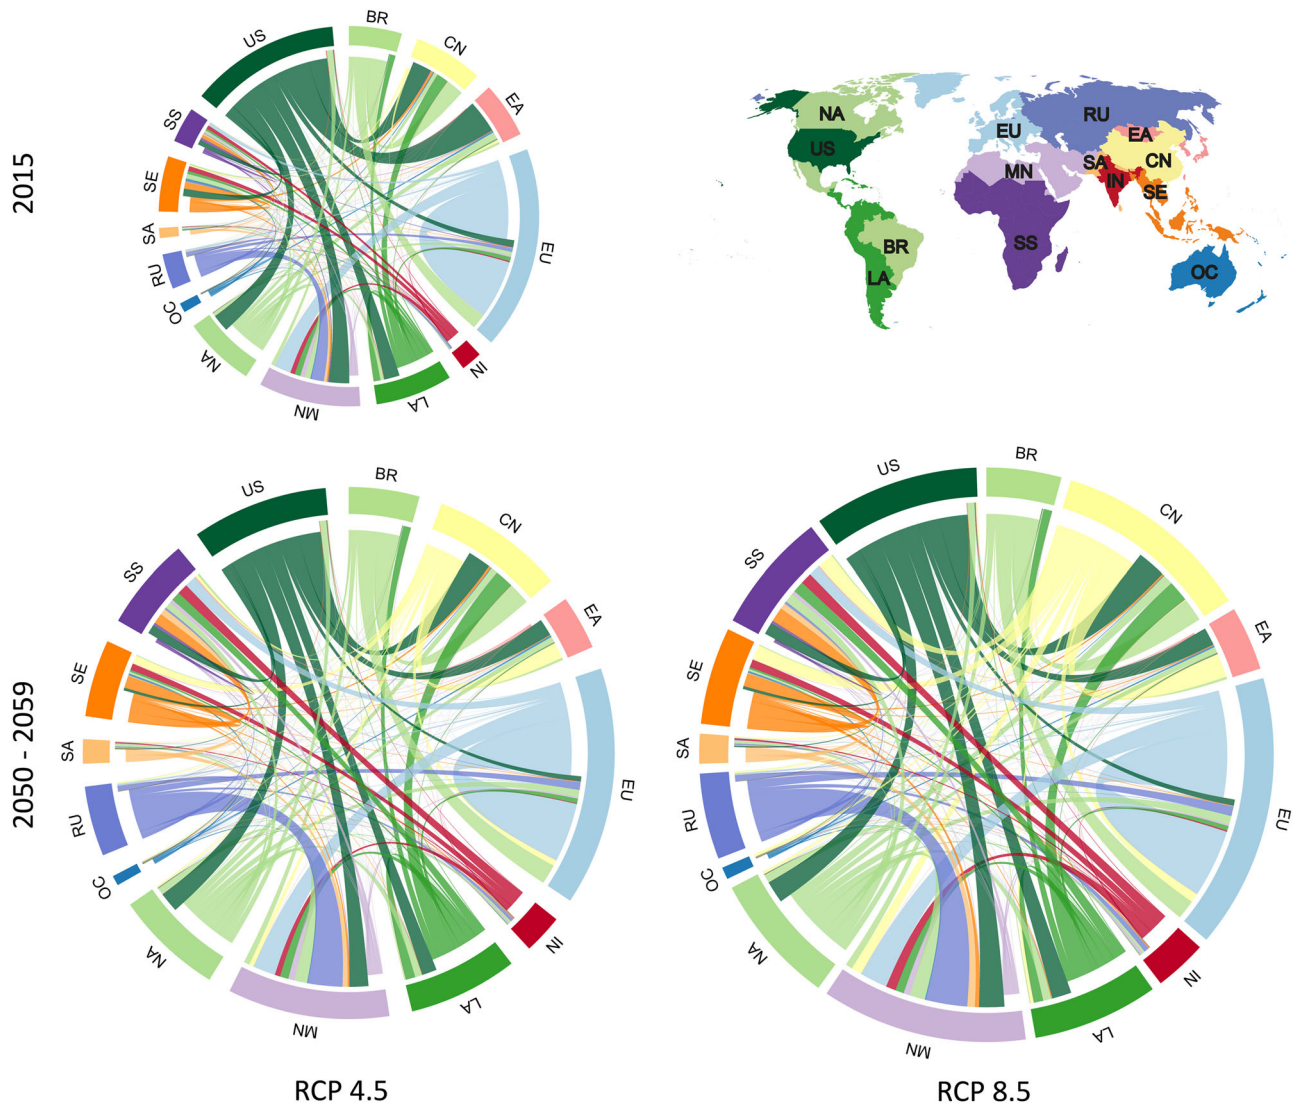 2015
US
BR
CN
EA
EU
IN
LA
MN
NA
OC
RU
SA
SE
SS
NA
US
BR
LA
EU
MN
SS
RU
EA
CN
SA
IN
SE
OC
2050 - 2059
US
BR
CN
EA
EU
IN
LA
MN
NA
OC
RU
SA
SE
SS
US
BR
CN
EA
EU
IN
LA
MN
NA
OC
RU
SA
SE
SS
RCP 4.5
RCP 8.5